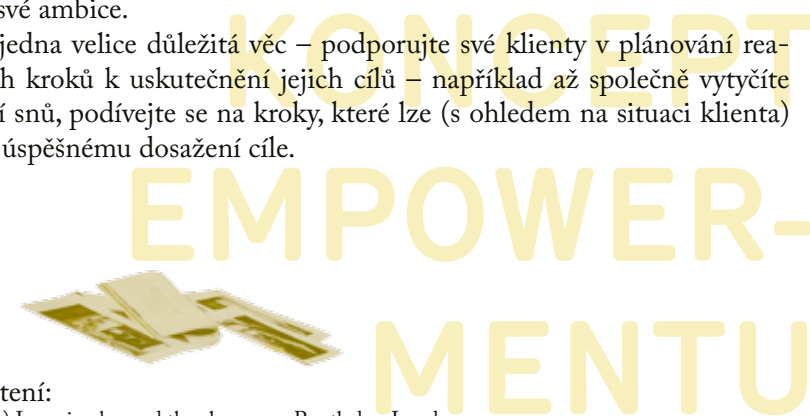 své ambice.
jedna velice důležitá věc – podporujte své klienty v plánování rea-
h kroků k uskutečnění jejich cílů – například až společně vytyčíte
í snů, podívejte se na kroky, které lze (s ohledem na situaci klienta)
úspěšnému dosažení cíle.
KONCEPT
EMPOWER-
MENTU
tení: